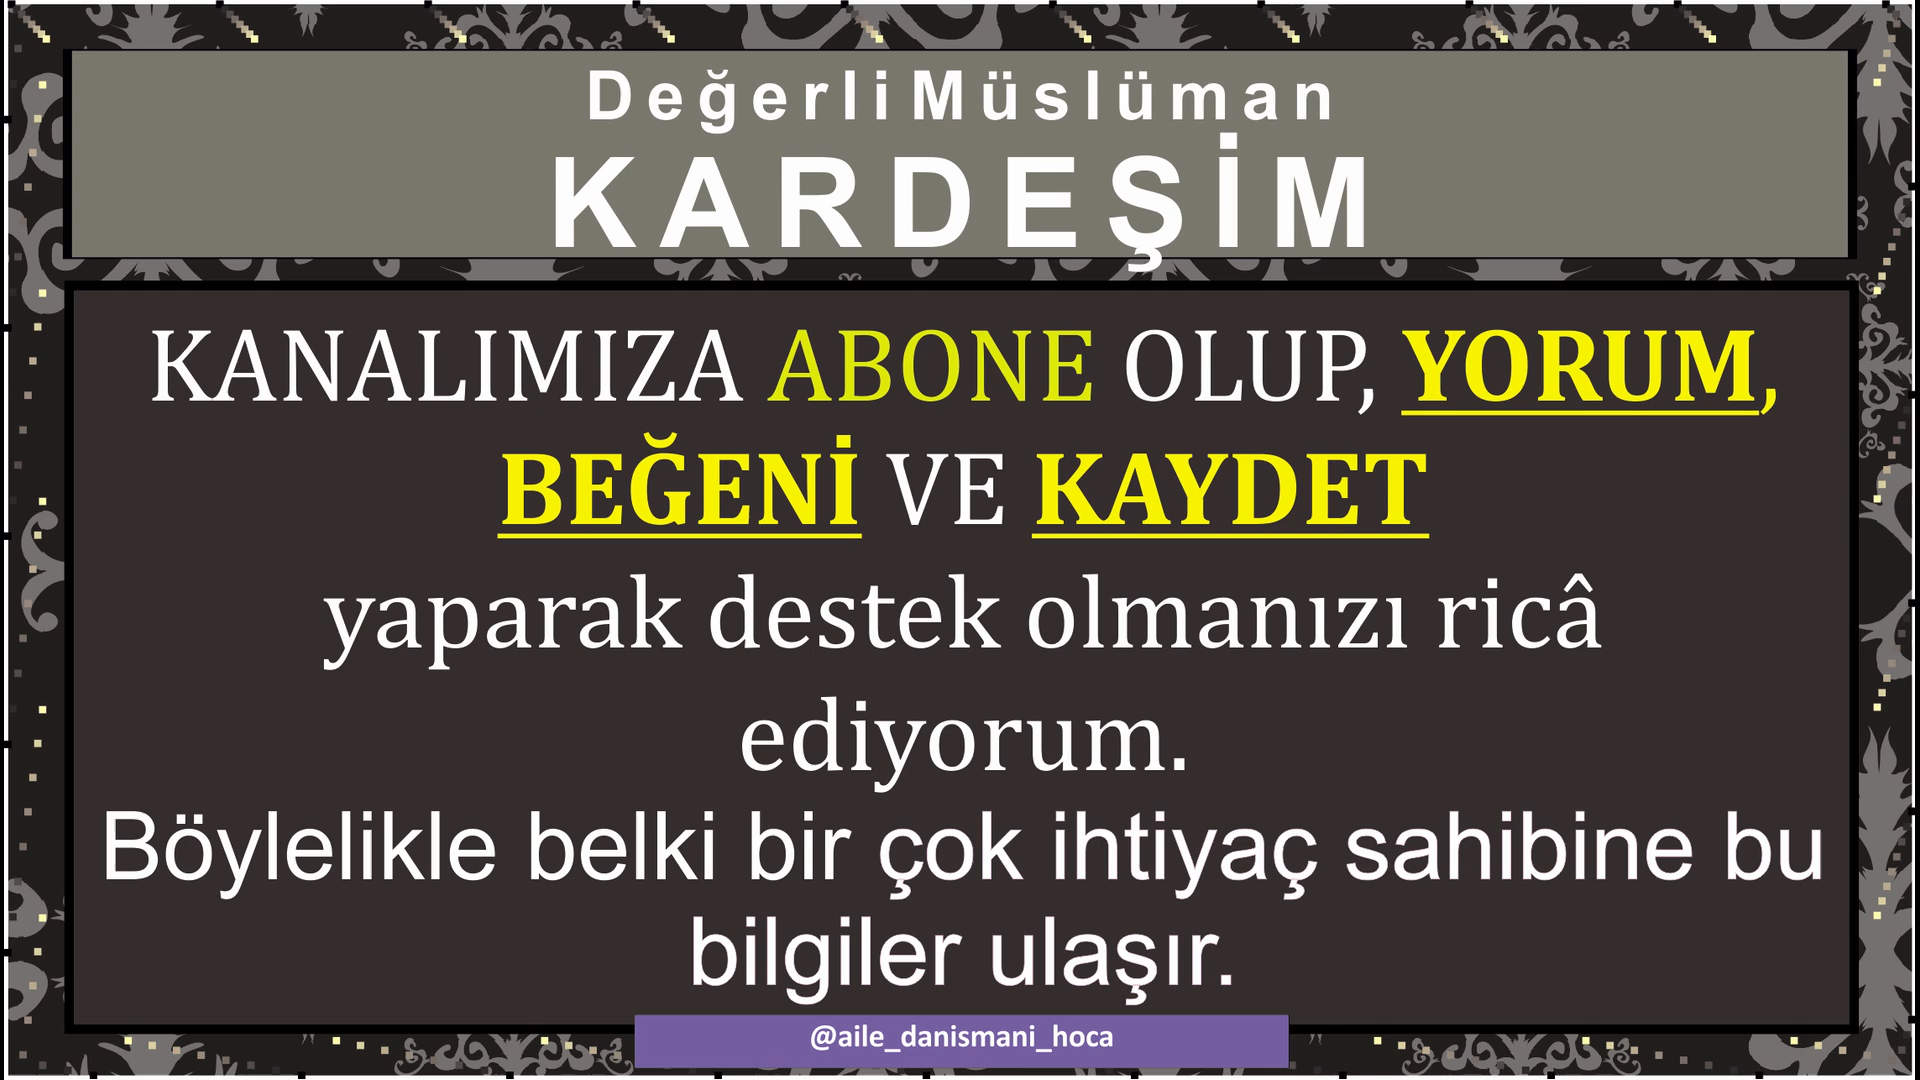 Değerli Müslüman
KARDEŞİM
KANALIMIZA ABONE OLUP, YORUM,
BEĞENİ VE KAYDET
yaparak destek olmanızı ricâ
ediyorum.
Böylelikle belki bir çok ihtiyaç sahibine bu
bilgiler ulaşır.
@aile_danismani_hoca